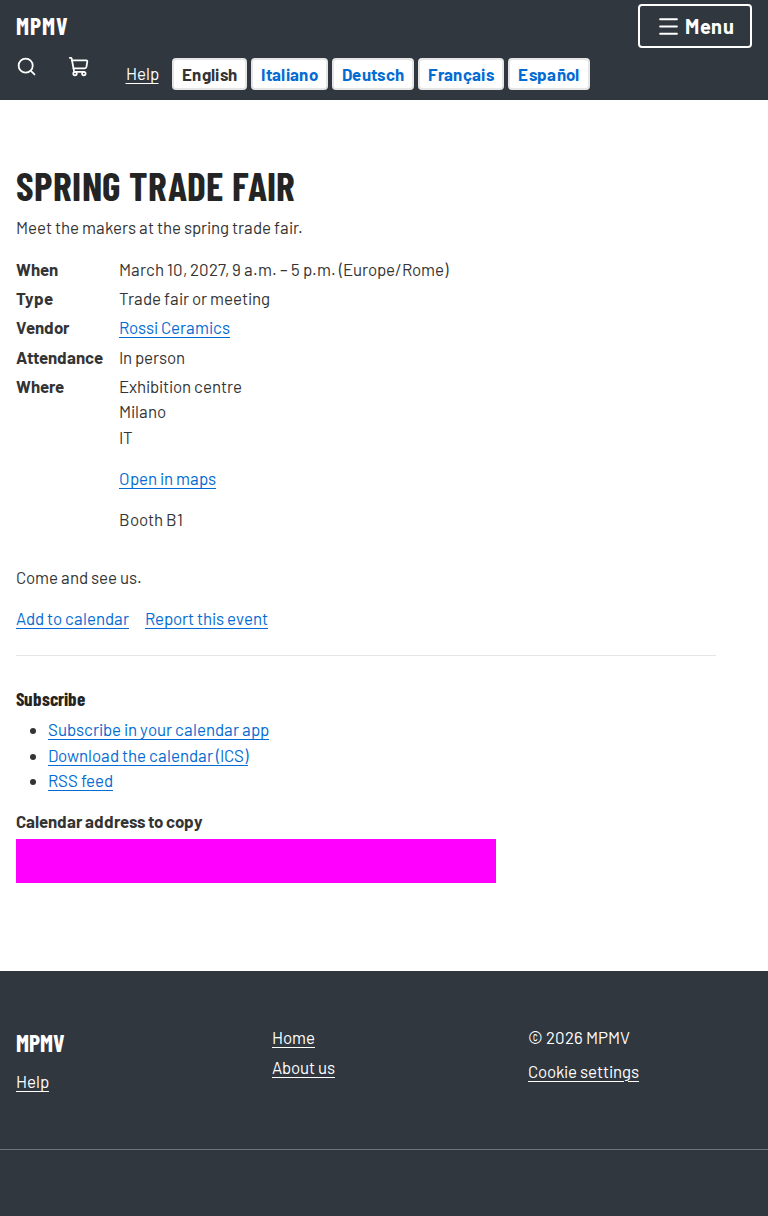 MPMV
Menu
Help
English
Italiano
Deutsch
Français
Español
SPRING TRADE FAIR
Meet the makers at the spring trade fair.
When March 10, 2027, 9 a.m. – 5 p.m. (Europe/Rome)
Type Trade fair or meeting
Vendor Rossi Ceramics
Attendance In person
Where Exhibition centre
Milano
IT
Open in maps
Booth B1
Come and see us.
Add to calendar Report this event
Subscribe
Subscribe in your calendar app
Download the calendar (ICS)
RSS feed
Calendar address to copy
MPMV
Help
Home
About us
© 2026 MPMV
Cookie settings